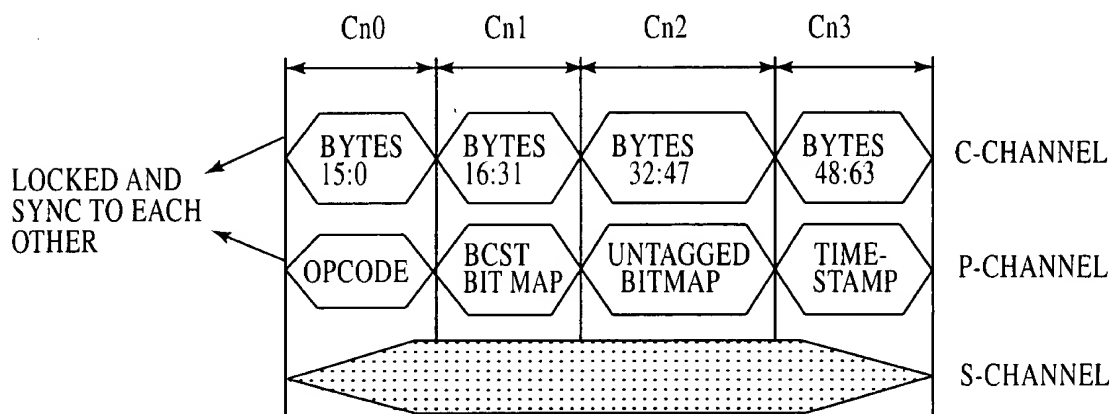 Cn0 Cn1 Cn2 Cn3
BYTES 15:0
BYTES 16:31
BYTES 32:47
BYTES 48:63
C-CHANNEL
LOCKED AND
SYNC TO EACH
OTHER
OPCODE
BCST
BIT MAP
UNTAGGED
BITMAP
TIME-
STAMP
P-CHANNEL
S-CHANNEL